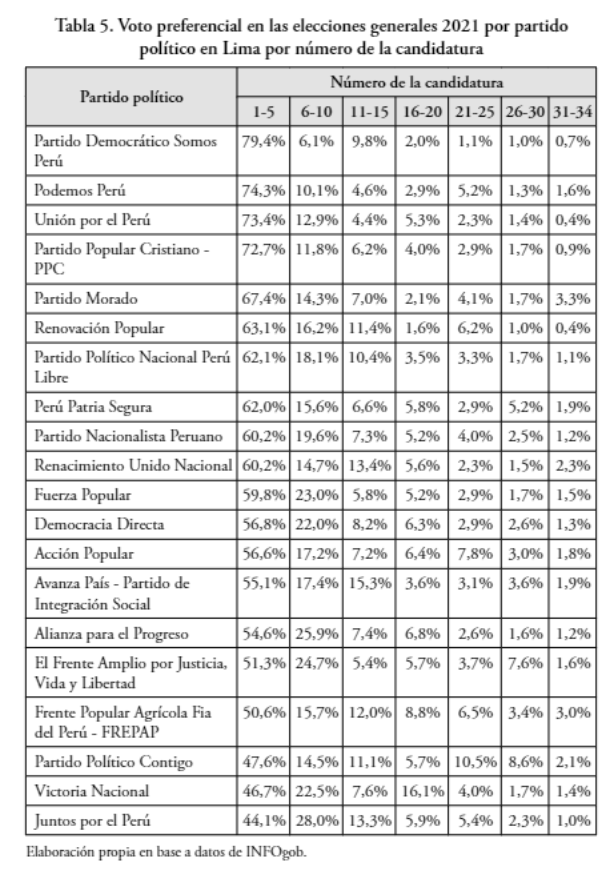 Tabla 5. Voto preferencial en las elecciones generales 2021 por partido
político en Lima por número de la candidatura
Partido político
Número de la candidatura
1-5 6-10 11-15 16-20 21-25 26-30 31-34
Partido Democrático Somos
Perú
79,4% 6,1% 9,8% 2,0% 1,1% 1,0% 0,7%
Podemos Perú 74,3% 10,1% 4,6% 2,9% 5,2% 1,3% 1,6%
Unión por el Perú 73,4% 12,9% 4,4% 5,3% 2,3% 1,4% 0,4%
Partido Popular Cristiano -
PPC
72,7% 11,8% 6,2% 4,0% 2,9% 1,7% 0,9%
Partido Morado 67,4% 14,3% 7,0% 2,1% 4,1% 1,7% 3,3%
Renovación Popular 63,1% 16,2% 11,4% 1,6% 6,2% 1,0% 0,4%
Partido Político Nacional Perú
Libre
62,1% 18,1% 10,4% 3,5% 3,3% 1,7% 1,1%
Perú Patria Segura 62,0% 15,6% 6,6% 5,8% 2,9% 5,2% 1,9%
Partido Nacionalista Peruano 60,2% 19,6% 7,3% 5,2% 4,0% 2,5% 1,2%
Renacimiento Unido Nacional 60,2% 14,7% 13,4% 5,6% 2,3% 1,5% 2,3%
Fuerza Popular 59,8% 23,0% 5,8% 5,2% 2,9% 1,7% 1,5%
Democracia Directa 56,8% 22,0% 8,2% 6,3% 2,9% 2,6% 1,3%
Acción Popular 56,6% 17,2% 7,2% 6,4% 7,8% 3,0% 1,8%
Avanza País - Partido de
Integración Social
55,1% 17,4% 15,3% 3,6% 3,1% 3,6% 1,9%
Alianza para el Progreso 54,6% 25,9% 7,4% 6,8% 2,6% 1,6% 1,2%
El Frente Amplio por Justicia,
Vida y Libertad
51,3% 24,7% 5,4% 5,7% 3,7% 7,6% 1,6%
Frente Popular Agrícola Fia
del Perú - FREPAP
50,6% 15,7% 12,0% 8,8% 6,5% 3,4% 3,0%
Partido Político Contigo 47,6% 14,5% 11,1% 5,7% 10,5% 8,6% 2,1%
Victoria Nacional 46,7% 22,5% 7,6% 16,1% 4,0% 1,7% 1,4%
Juntos por el Perú 44,1% 28,0% 13,3% 5,9% 5,4% 2,3% 1,0%
Elaboración propia en base a datos de INFOgob.